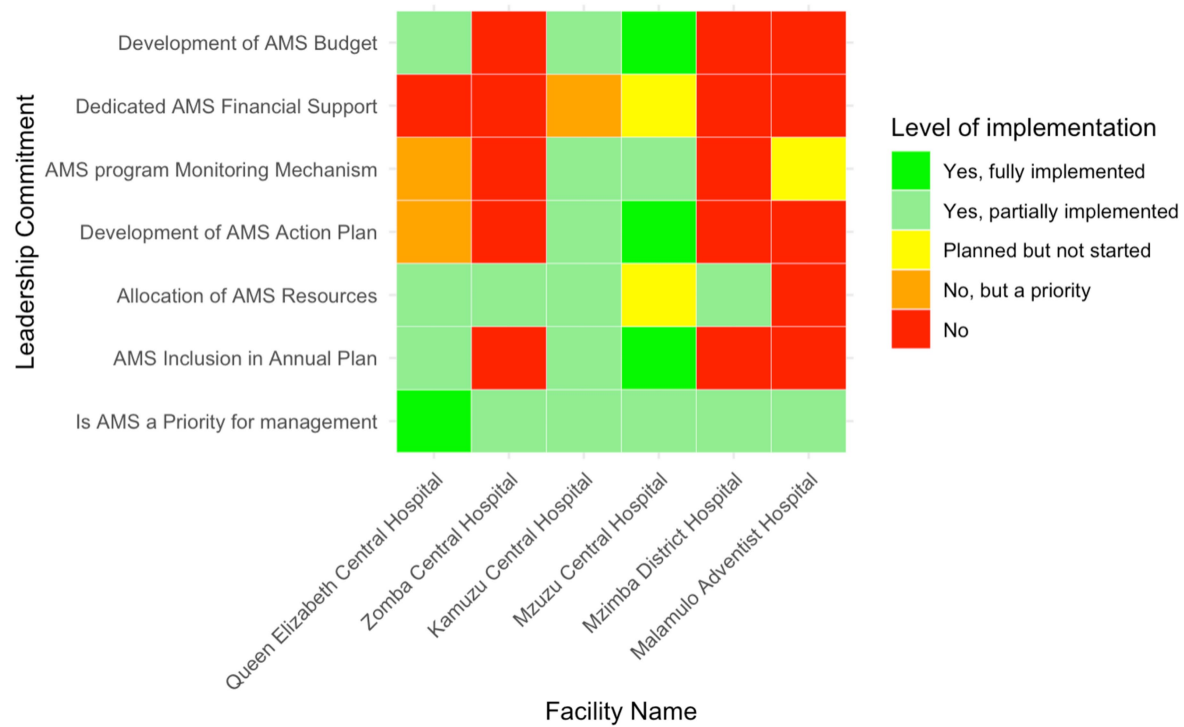 Leadership Commitment
Development of AMS Budget
Dedicated AMS Financial Support
AMS program Monitoring Mechanism
Development of AMS Action Plan
Allocation of AMS Resources
AMS Inclusion in Annual Plan
Is AMS a Priority for management
Queen Elizabeth Central Hospital
Zomba Central Hospital
Kamuzu Central Hospital
Mzuzu Central Hospital
Mzimba District Hospital
Malamulo Adventist Hospital
Facility Name
Level of implementation
Yes, fully implemented
Yes, partially implemented
Planned but not started
No, but a priority
No